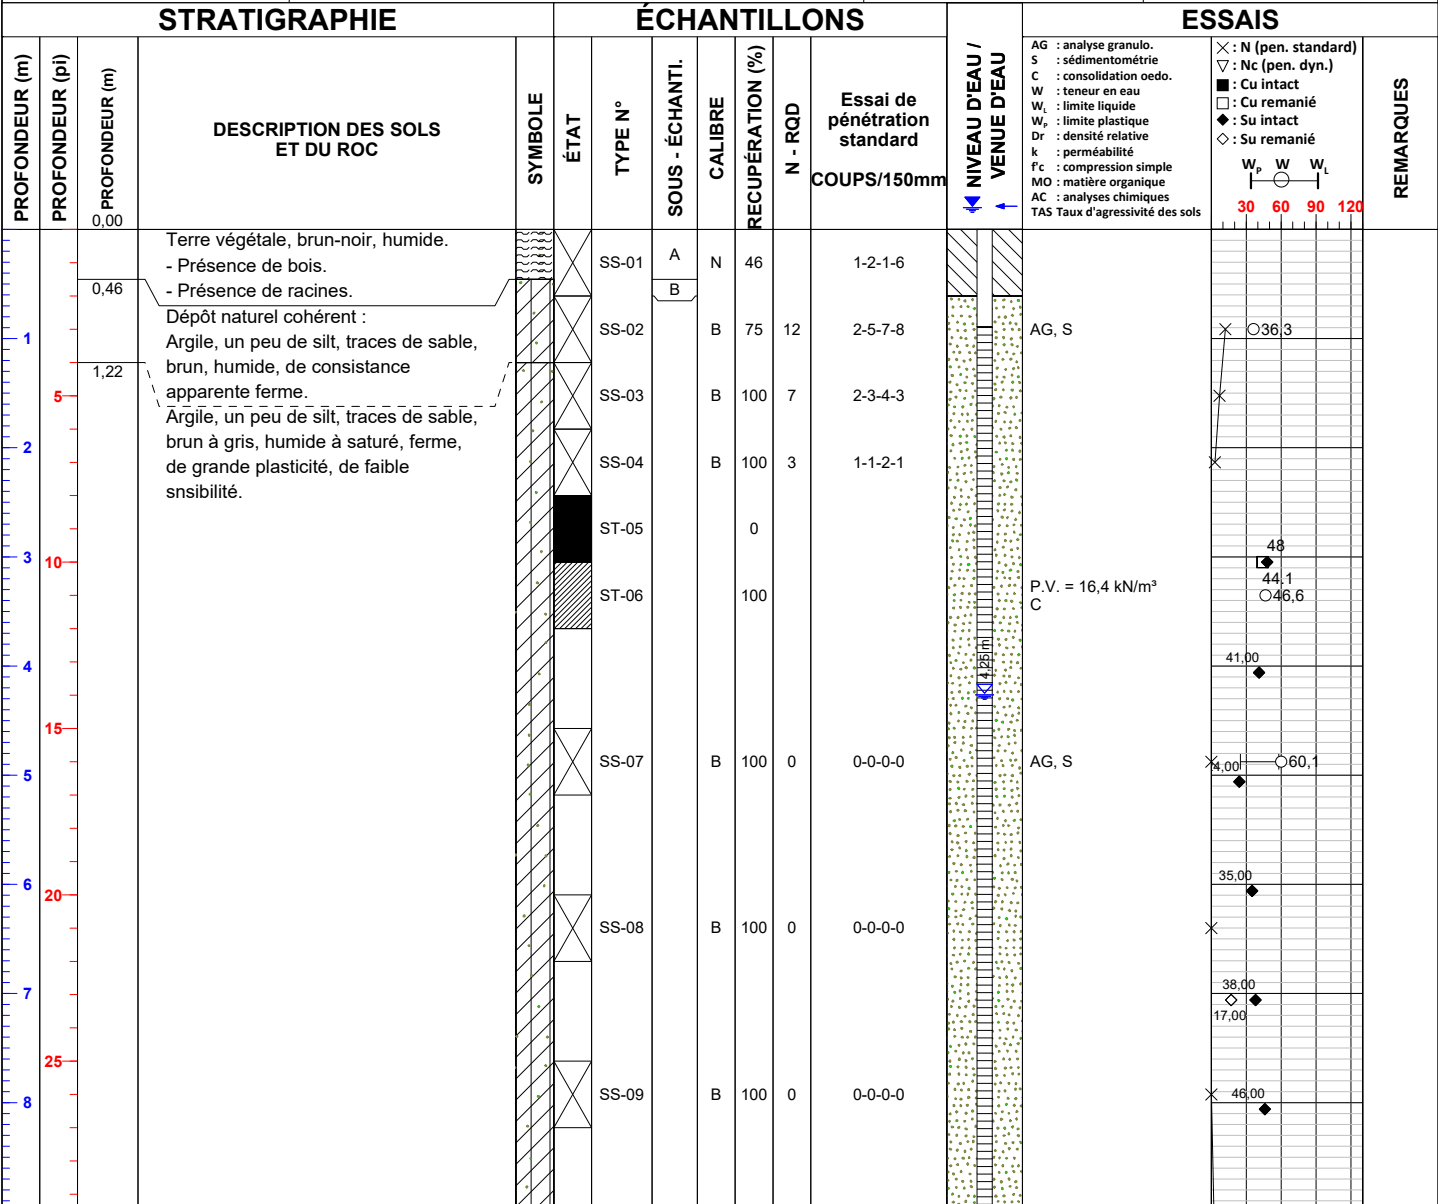 STRATIGRAPHIE
ÉCHANTILLONS
ESSAIS
PROFONDEUR (m)
PROFONDEUR (pi)
PROFONDEUR (m)
0,00
DESCRIPTION DES SOLS
ET DU ROC
SYMBOLE
ÉTAT
TYPE N°
SOUS - ÉCHANTI.
CALIBRE
RECUPÉRATION (%)
N - RQD
Essai de
pénétration
standard
COUPS/150mm
NIVEAU D'EAU /
VENUE D'EAU
AG : analyse granulo.
S : sédimentométrie
C : consolidation oedo.
W : teneur en eau
WL : limite liquide
WP : limite plastique
Dr : densité relative
k : perméabilité
f'c : compression simple
MO : matière organique
AC : analyses chimiques
TAS Taux d'agressivité des sols
: N (pen. standard)
: Nc (pen. dyn.)
: Cu intact
: Cu remanié
: Su intact
: Su remanié
WP W WL
30 60 90 120
REMARQUES
Terre végétale, brun-noir, humide.
- Présence de bois.
- Présence de racines.
0,46
Dépôt naturel cohérent :
Argile, un peu de silt, traces de sable,
brun, humide, de consistance
apparente ferme.
1,22
Argile, un peu de silt, traces de sable,
brun à gris, humide à saturé, ferme,
de grande plasticité, de faible
snsibilité.
1
2
3
4
5
6
7
8
5
10
15
20
25
SS-01 A N 46 1-2-1-6
B
SS-02 B 75 12 2-5-7-8 AG, S 36,3
SS-03 B 100 7 2-3-4-3
SS-04 B 100 3 1-1-2-1
ST-05 0
48
44.1
ST-06 100 P.V. = 16,4 kN/m³ 46,6
C
4,25 m
41,00
SS-07 B 100 0 0-0-0-0 AG, S 60,1
4,00
35,00
SS-08 B 100 0 0-0-0-0
38,00
17,00
SS-09 B 100 0 0-0-0-0 46,00